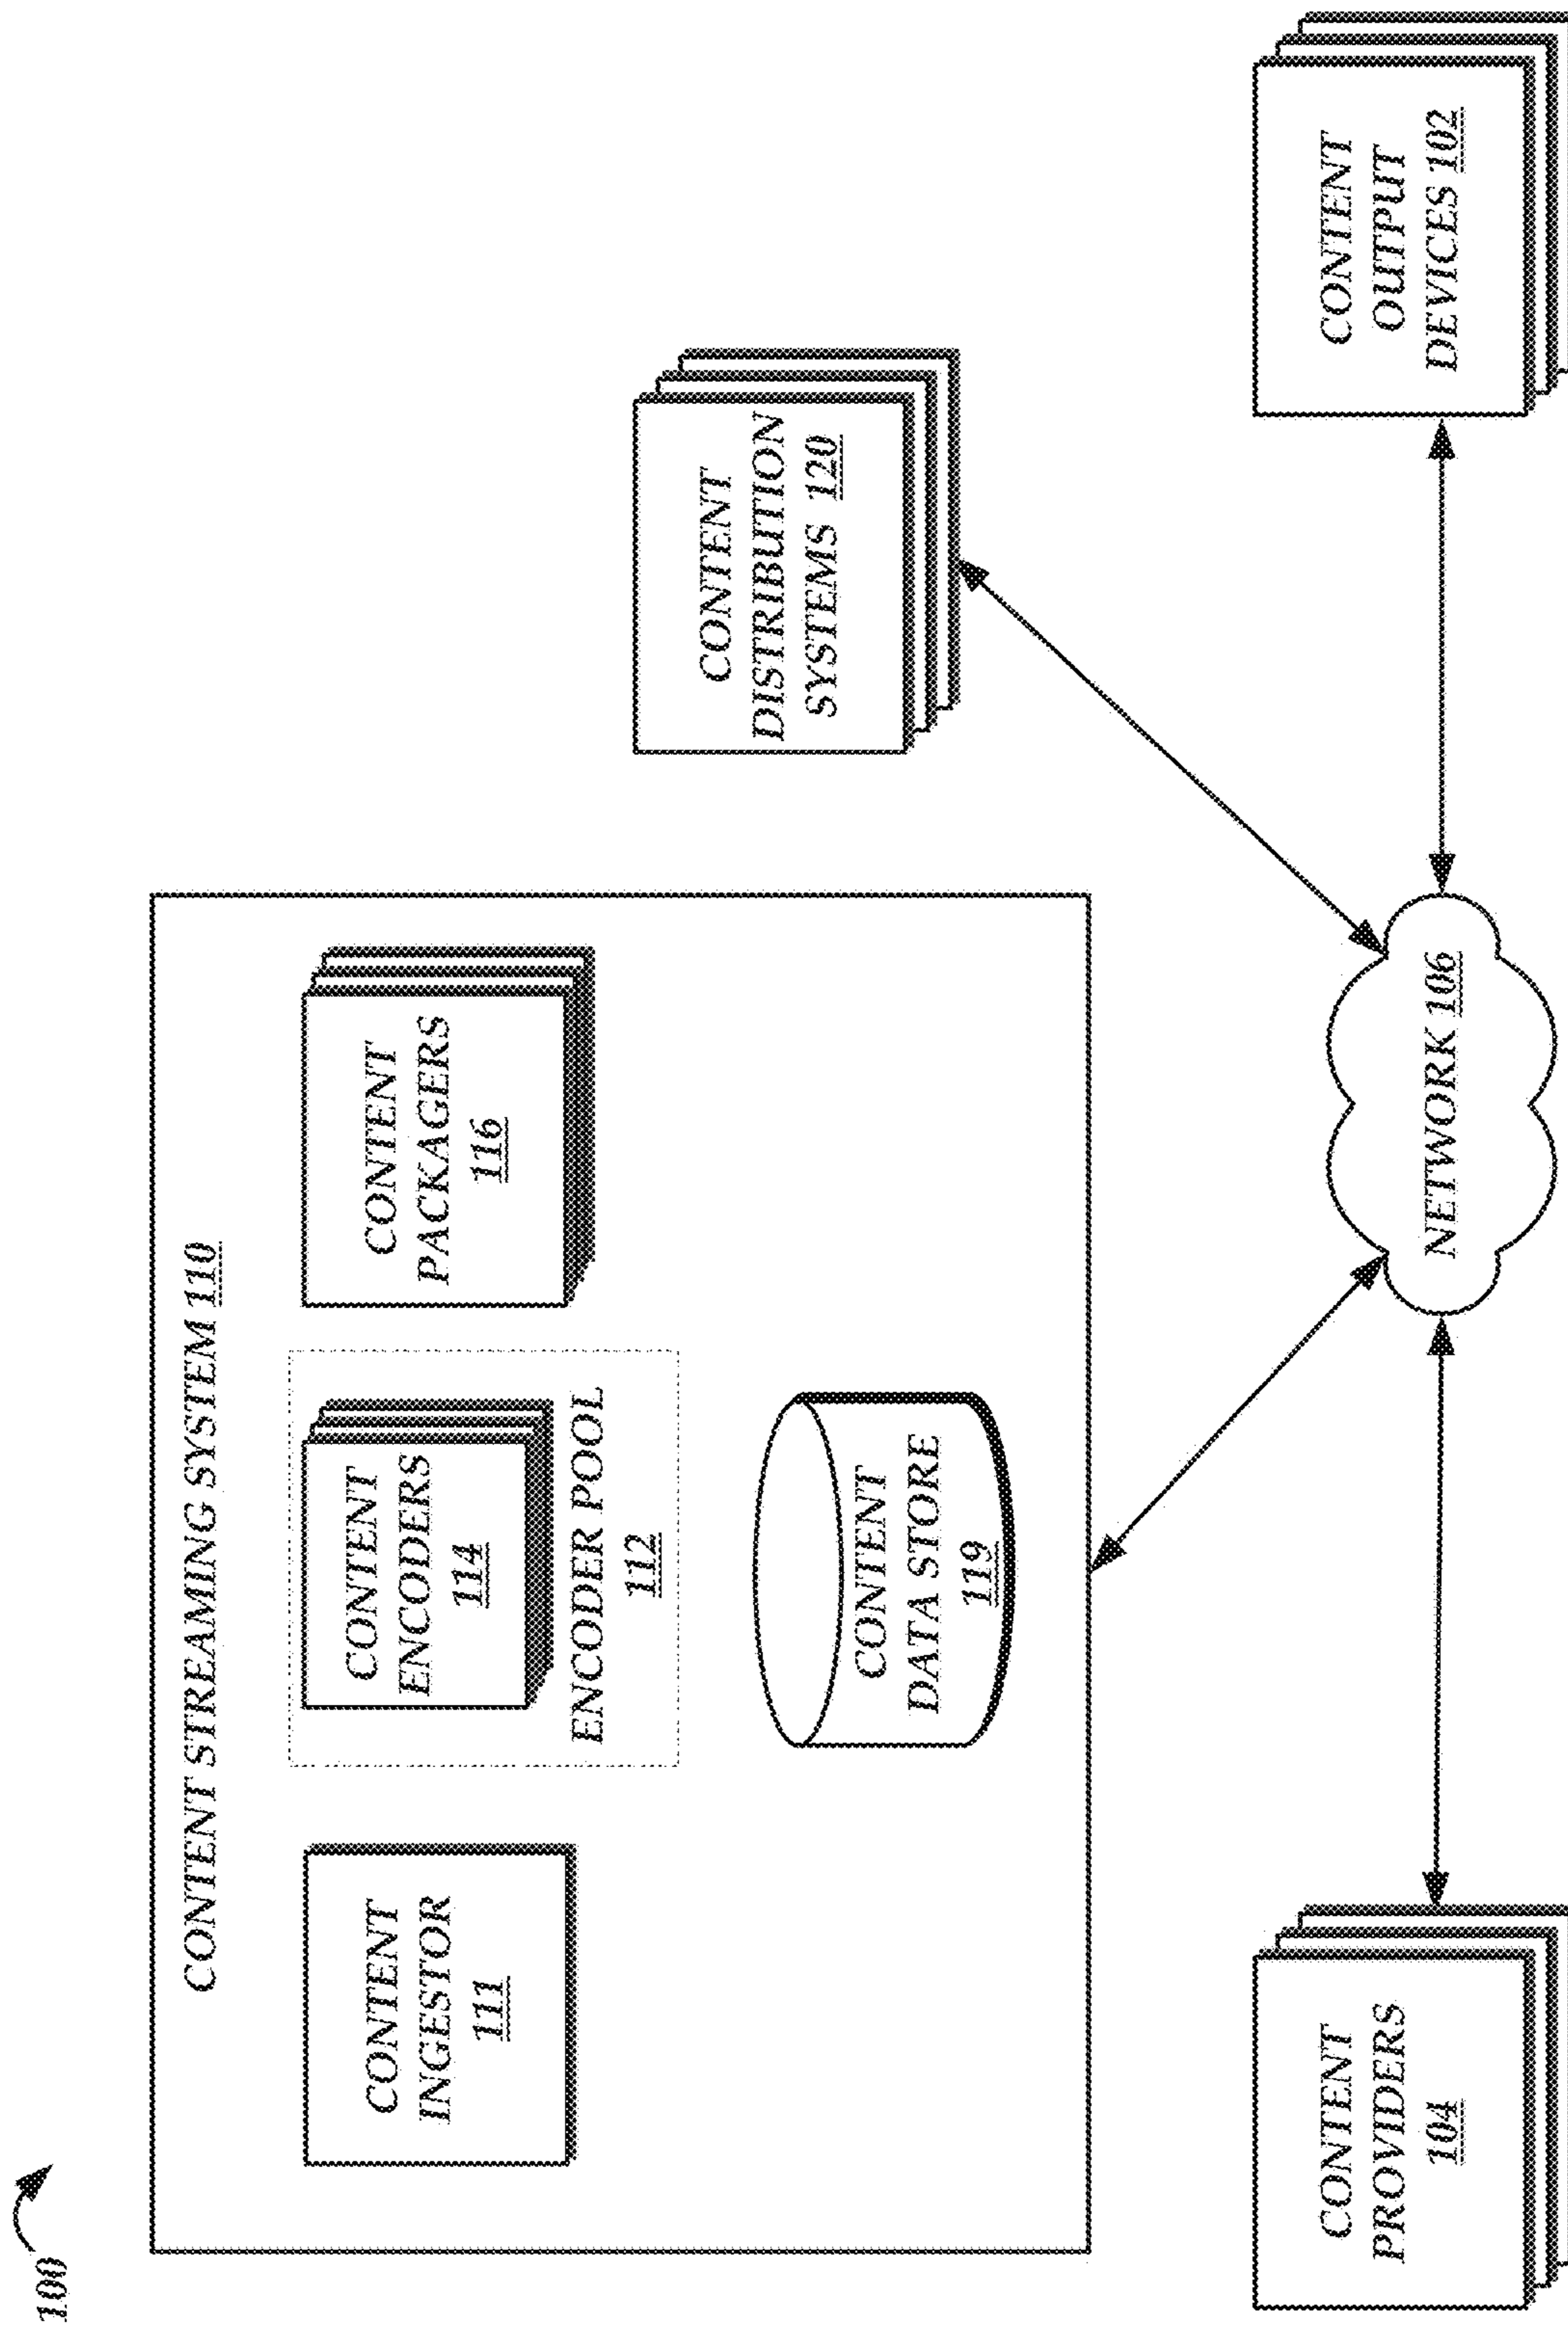 100
CONTENT STREAMING SYSTEM 110
CONTENT
INGESTOR
111
CONTENT
ENCODERS
114
ENCODER POOL
112
CONTENT
PACKAGERS
116
CONTENT
DATA STORE
119
CONTENT
DISTRIBUTION
SYSTEMS 120
CONTENT
PROVIDERS
104
NETWORK 106
CONTENT
OUTPUT
DEVICES 102